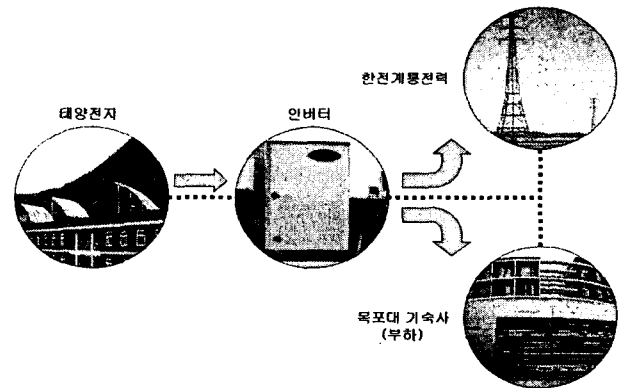 한전계통전력
태양전지
인버터
목포대 기숙사
(부하)